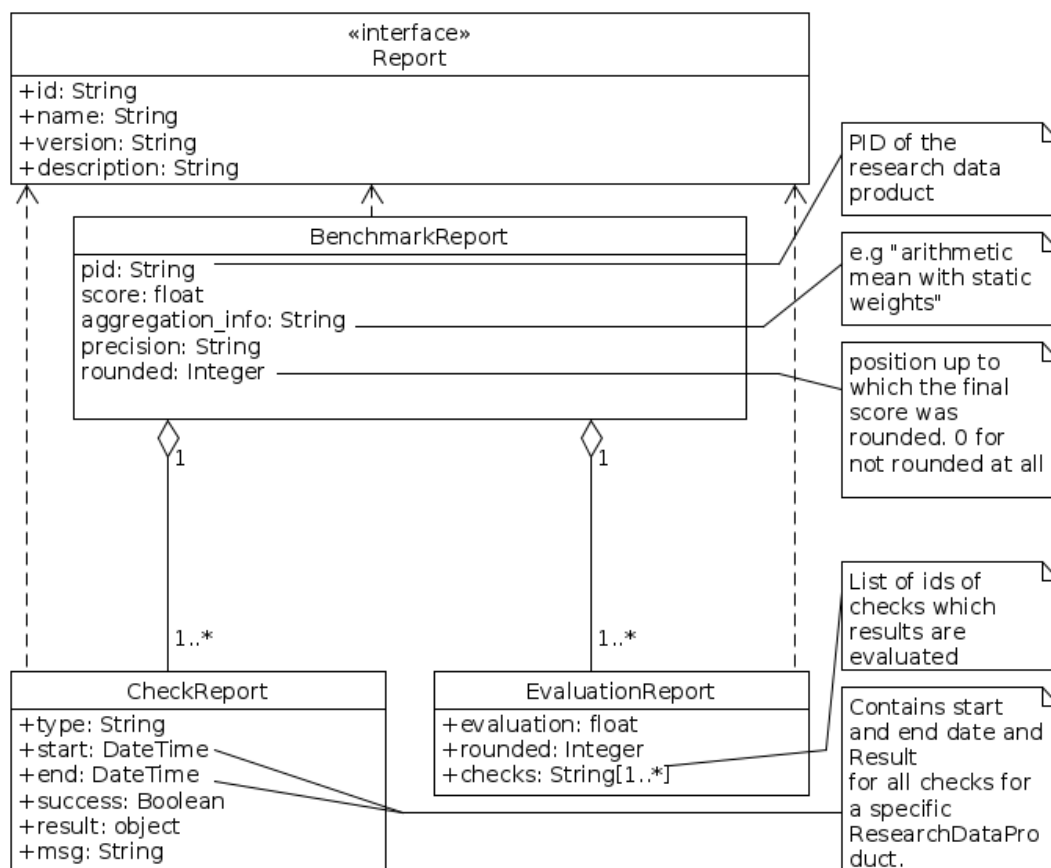 «interface»
Report
+id: String
+name: String
+version: String
+description: String
PID of the
research data
product
BenchmarkReport
pid: String
score: float
aggregation_info: String
precision: String
rounded: Integer
e.g "arithmetic
mean with static
weights"
position up to
which the final
score was
rounded. 0 for
not rounded at all
1
1
1..*
1..*
List of ids of
checks which
results are
evaluated
CheckReport
+type: String
+start: DateTime
+end: DateTime
+success: Boolean
+result: object
+msg: String
EvaluationReport
+evaluation: float
+rounded: Integer
+checks: String[1..*]
Contains start
and end date and
Result
for all checks for
a specific
ResearchDataPro
duct.